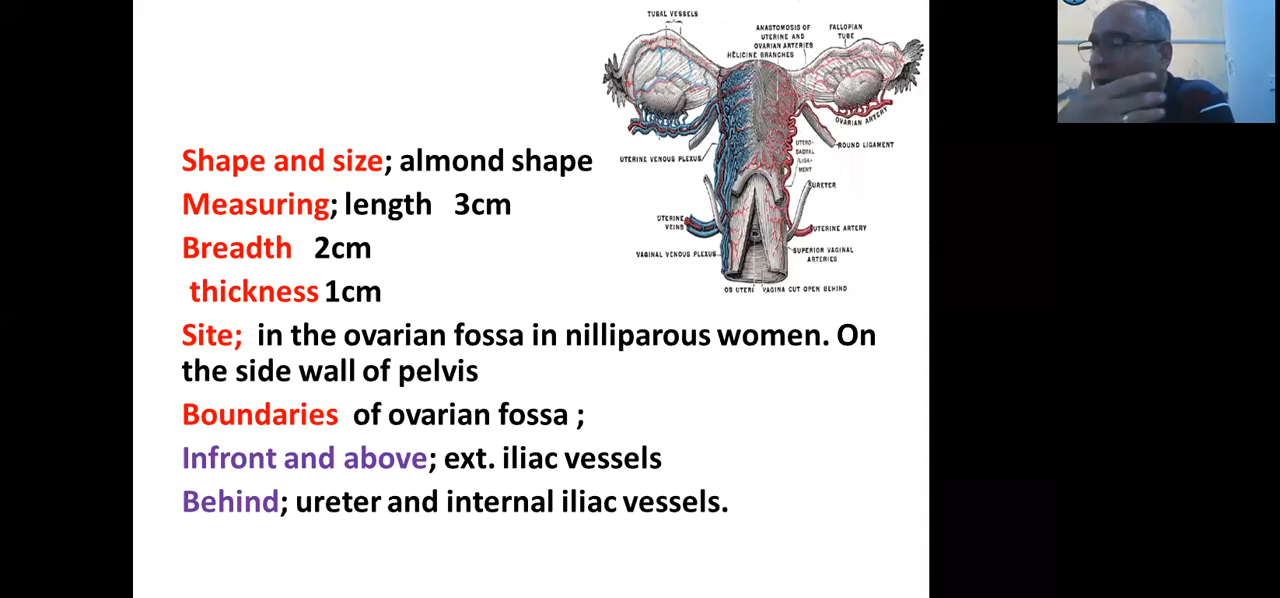 TUBAL VESSELS
ANASTOMOSIS OF
UTERINE AND
OVARIAN ARTERIES
HELICINE BRANCHES
FALLOPIAN
TUBE
OVARIAN ARTERY
ROUND LIGAMENT
UTERO-
SACRAL
LIGA-
MENT
UTERINE VENOUS PLEXUS
URETER
UTERINE
VEINS
UTERINE ARTERY
VAGINAL VENOUS PLEXUS
SUPERIOR VAGINAL
ARTERIES
OS UTERI
VAGINA CUT OPEN BEHIND
Shape and size; almond shape
Measuring; length 3cm
Breadth 2cm
thickness 1cm
Site; in the ovarian fossa in nilliparous women. On
the side wall of pelvis
Boundaries of ovarian fossa ;
Infront and above; ext. iliac vessels
Behind; ureter and internal iliac vessels.